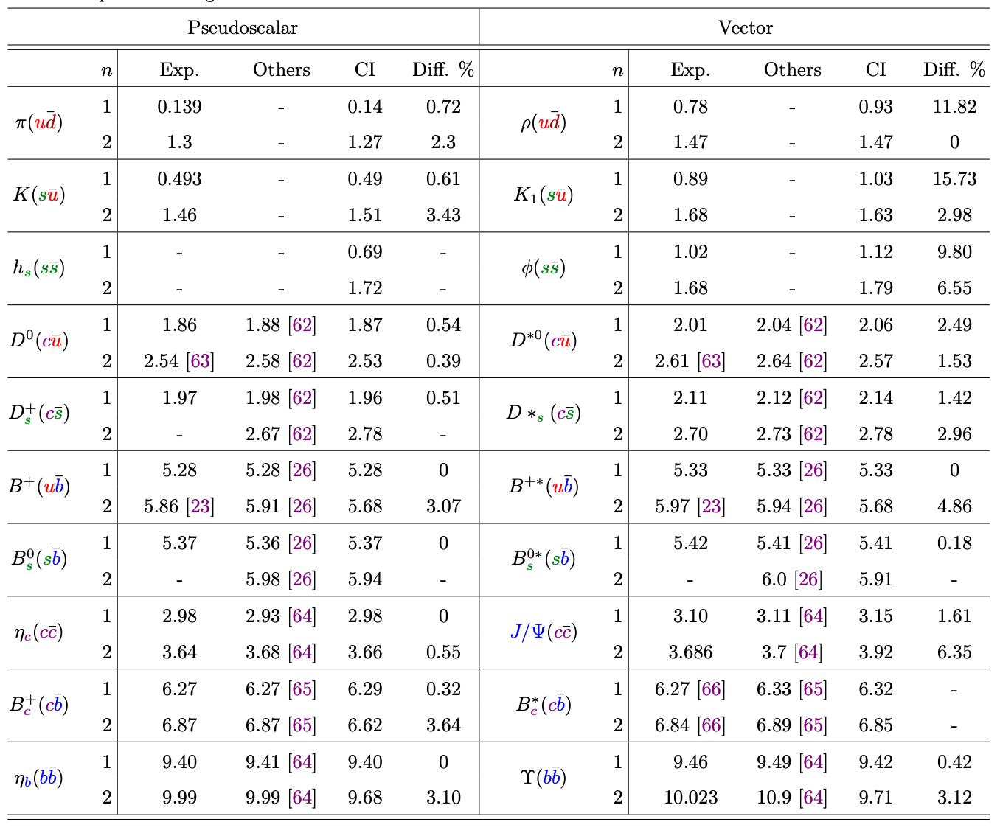 Pseudoscalar Vector
n Exp. Others CI Diff. % n Exp. Others CI Diff. %
π(ud̄) 1 0.139 - 0.14 0.72 ρ(ud̄) 1 0.78 - 0.93 11.82
2 1.3 - 1.27 2.3 2 1.47 - 1.47 0
K(sū) 1 0.493 - 0.49 0.61 K₁(sū) 1 0.89 - 1.03 15.73
2 1.46 - 1.51 3.43 2 1.68 - 1.63 2.98
hₛ(ss̄) 1 - - 0.69 - ϕ(ss̄) 1 1.02 - 1.12 9.80
2 - - 1.72 - 2 1.68 - 1.79 6.55
D⁰(cū) 1 1.86 1.88 [62] 1.87 0.54 D*⁰(cū) 1 2.01 2.04 [62] 2.06 2.49
2 2.54 [63] 2.58 [62] 2.53 0.39 2 2.61 [63] 2.64 [62] 2.57 1.53
Dₛ⁺(cs̄) 1 1.97 1.98 [62] 1.96 0.51 D *ₛ (cs̄) 1 2.11 2.12 [62] 2.14 1.42
2 - 2.67 [62] 2.78 - 2 2.70 2.73 [62] 2.78 2.96
B⁺(ub̄) 1 5.28 5.28 [26] 5.28 0 B⁺*(ub̄) 1 5.33 5.33 [26] 5.33 0
2 5.86 [23] 5.91 [26] 5.68 3.07 2 5.97 [23] 5.94 [26] 5.68 4.86
Bₛ⁰(sb̄) 1 5.37 5.36 [26] 5.37 0 Bₛ⁰*(sb̄) 1 5.42 5.41 [26] 5.41 0.18
2 - 5.98 [26] 5.94 - 2 - 6.0 [26] 5.91 -
η_c(cc̄) 1 2.98 2.93 [64] 2.98 0 J/Ψ(cc̄) 1 3.10 3.11 [64] 3.15 1.61
2 3.64 3.68 [64] 3.66 0.55 2 3.686 3.7 [64] 3.92 6.35
B_c⁺(cb̄) 1 6.27 6.27 [65] 6.29 0.32 B_c*(cb̄) 1 6.27 [66] 6.33 [65] 6.32 -
2 6.87 6.87 [65] 6.62 3.64 2 6.84 [66] 6.89 [65] 6.85 -
η_b(bb̄) 1 9.40 9.41 [64] 9.40 0 ϒ(bb̄) 1 9.46 9.49 [64] 9.42 0.42
2 9.99 9.99 [64] 9.68 3.10 2 10.023 10.9 [64] 9.71 3.12